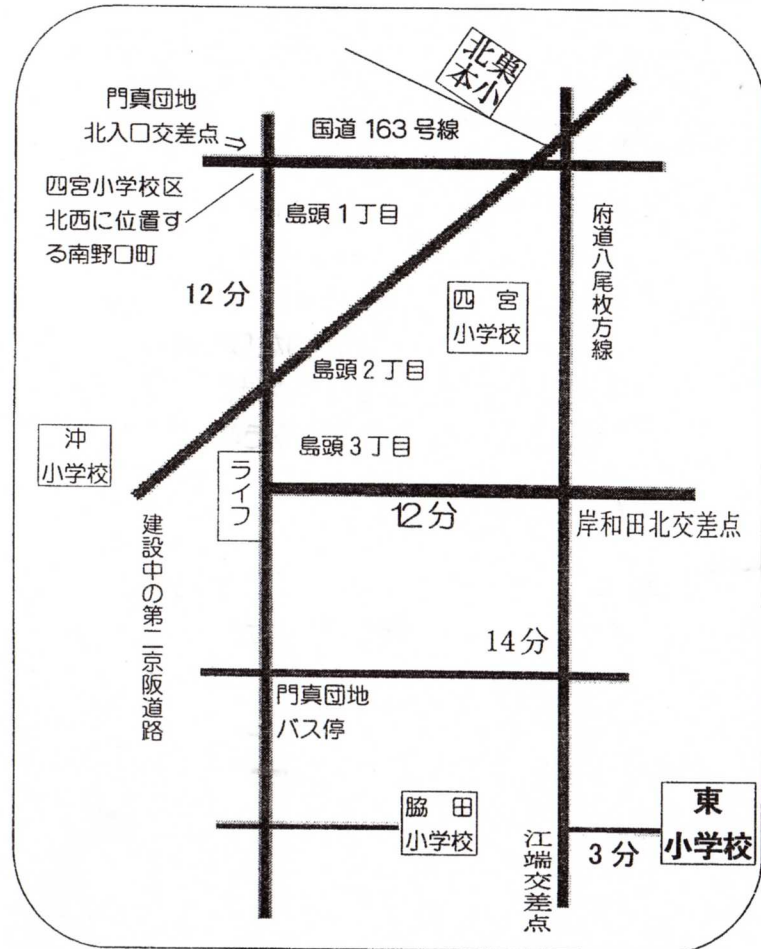 北巣
本小
門真団地
北入口交差点 ⇒
国道 163 号線
四宮小学校区
北西に位置す
る南野口町
島頭 1 丁目
府道八尾枚方線
12 分
四 宮
小学校
島頭 2 丁目
沖
小学校
島頭 3 丁目
ライフ
12分
岸和田北交差点
建設中の第二京阪道路
14 分
門真団地
バス停
脇 田
小学校
江端交差点
東
小学校
3 分